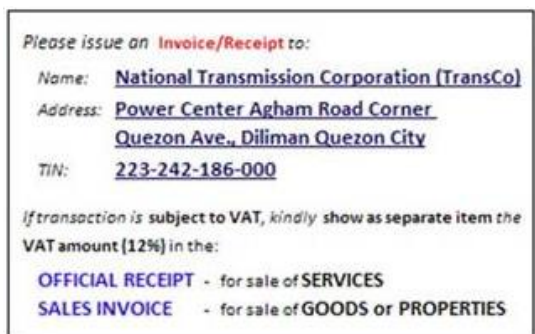 Please issue an Invoice/Receipt to:
Name: National Transmission Corporation (TransCo)
Address: Power Center Agham Road Corner
Quezon Ave., Diliman Quezon City
TIN: 223-242-186-000
If transaction is subject to VAT, kindly show as separate item the
VAT amount (12%) in the:
OFFICIAL RECEIPT - for sale of SERVICES
SALES INVOICE - for sale of GOODS or PROPERTIES